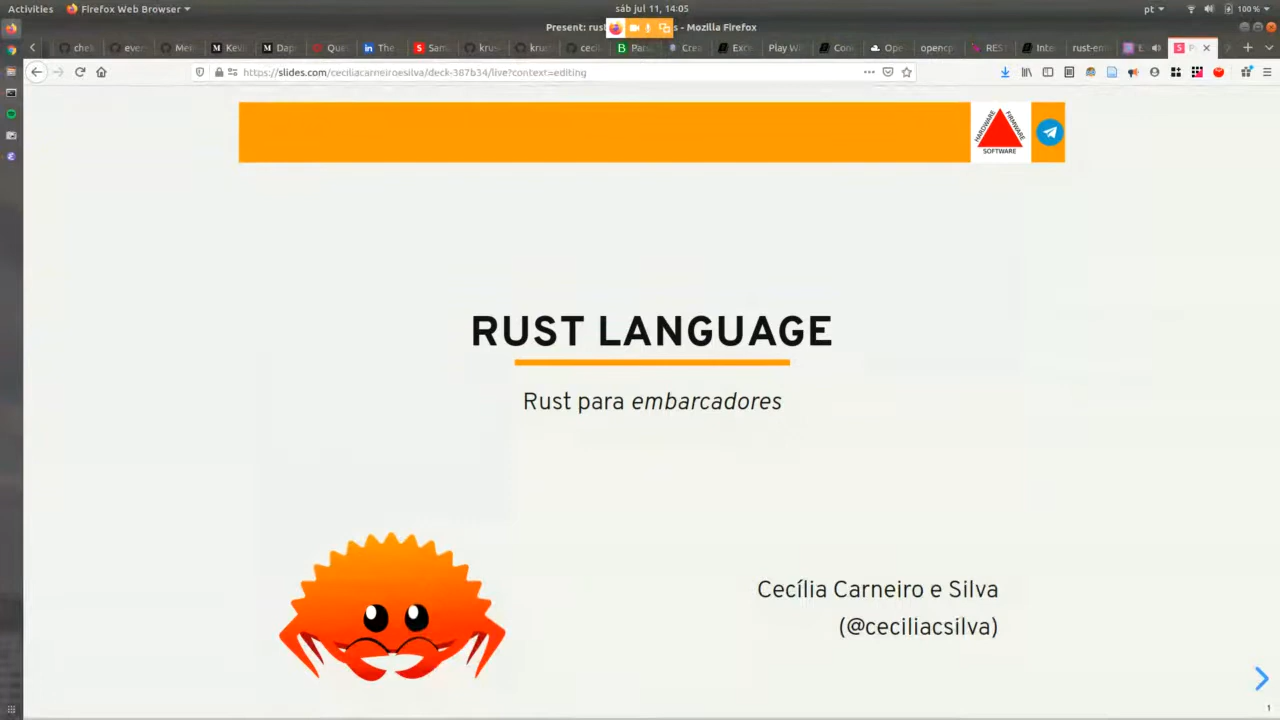 Activities
Firefox Web Browser
sáb jul 11, 14:05
pt
100%
Present: rus
s - Mozilla Firefox
https://slides.com/ceciliacarneiroesilva/deck-387b34/live?context=editing
HARDWARE
FIRMWARE
SOFTWARE
RUST LANGUAGE
Rust para embarcadores
Cecília Carneiro e Silva
(@ceciliacsilva)
1